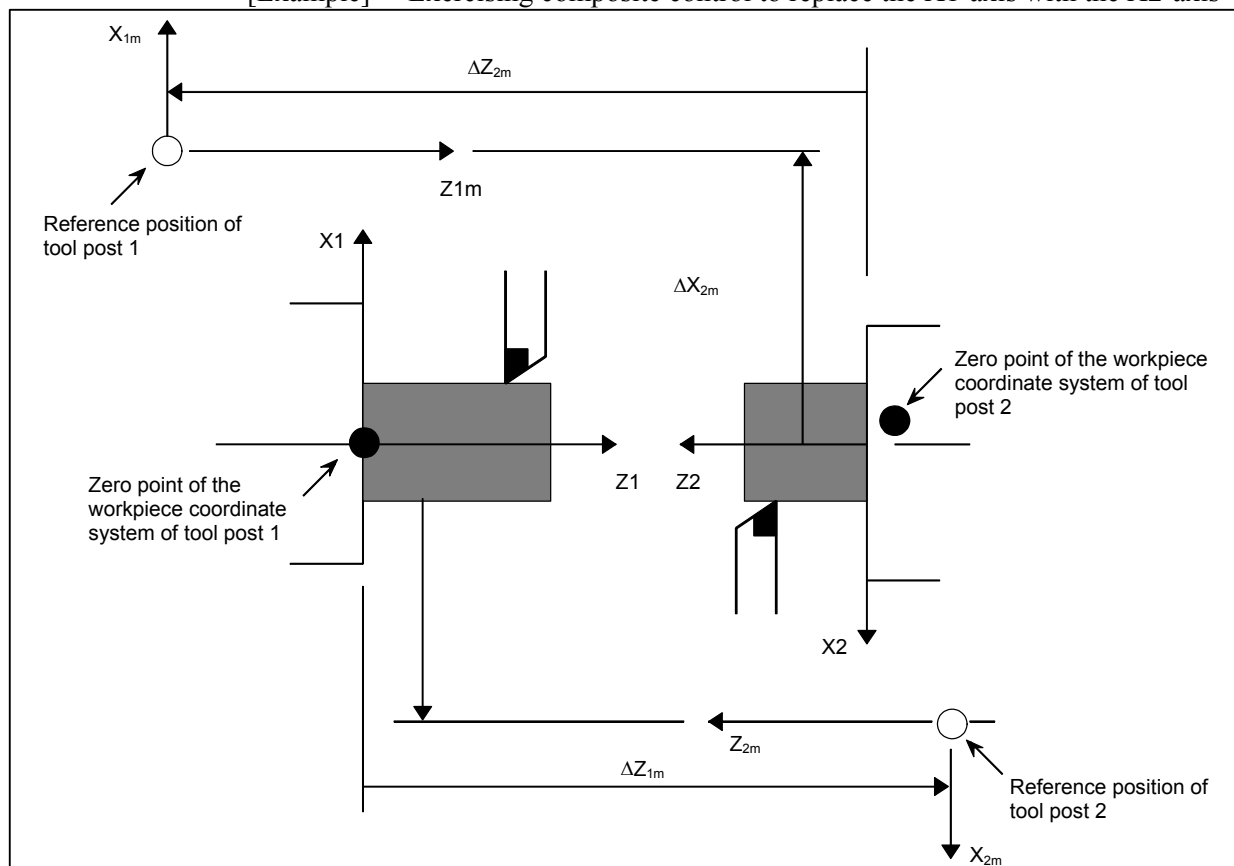 [Example] Exercising composite control to replace the X1-axis with the X2-axis
X1m
ΔZ2m
Z1m
Reference position of
tool post 1
X1
ΔX2m
Zero point of the workpiece
coordinate system of tool
post 2
Z1
Z2
Zero point of the
workpiece coordinate
system of tool post 1
X2
Z2m
ΔZ1m
Reference position of
tool post 2
X2m